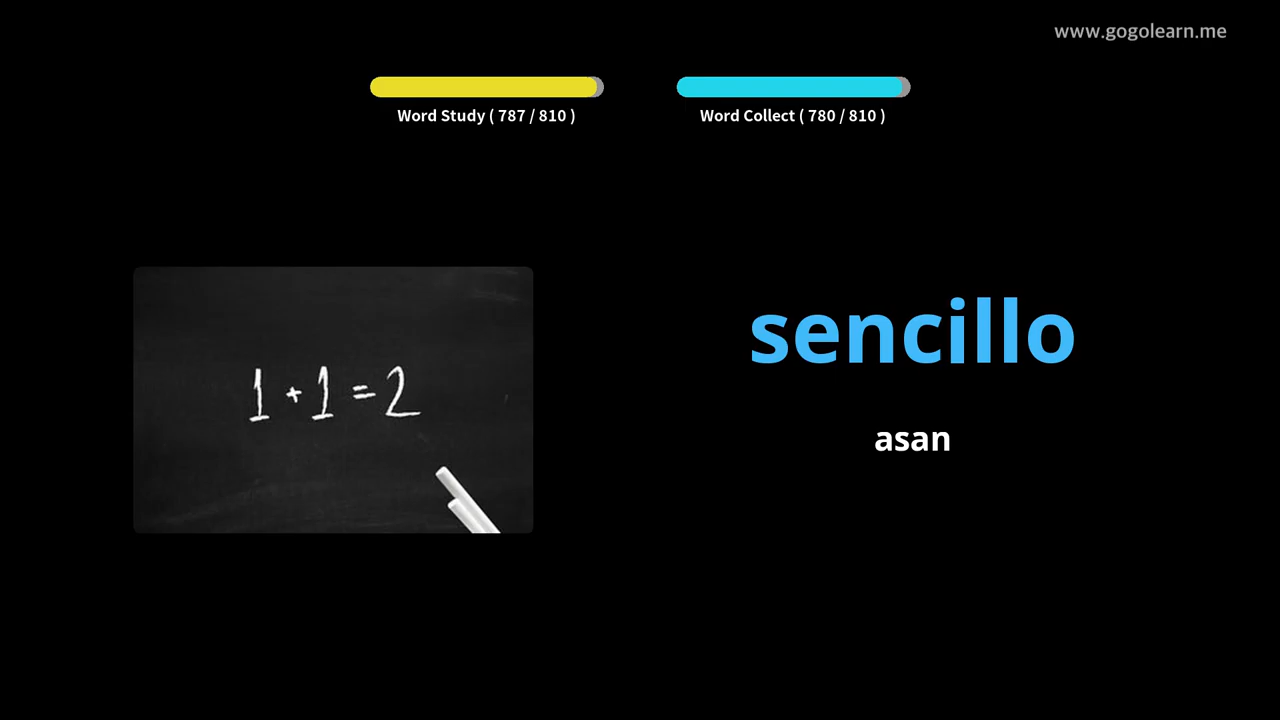 www.gogolearn.me
Word Study ( 787 / 810 )
Word Collect ( 780 / 810 )
1 + 1 = 2
sencillo
asan